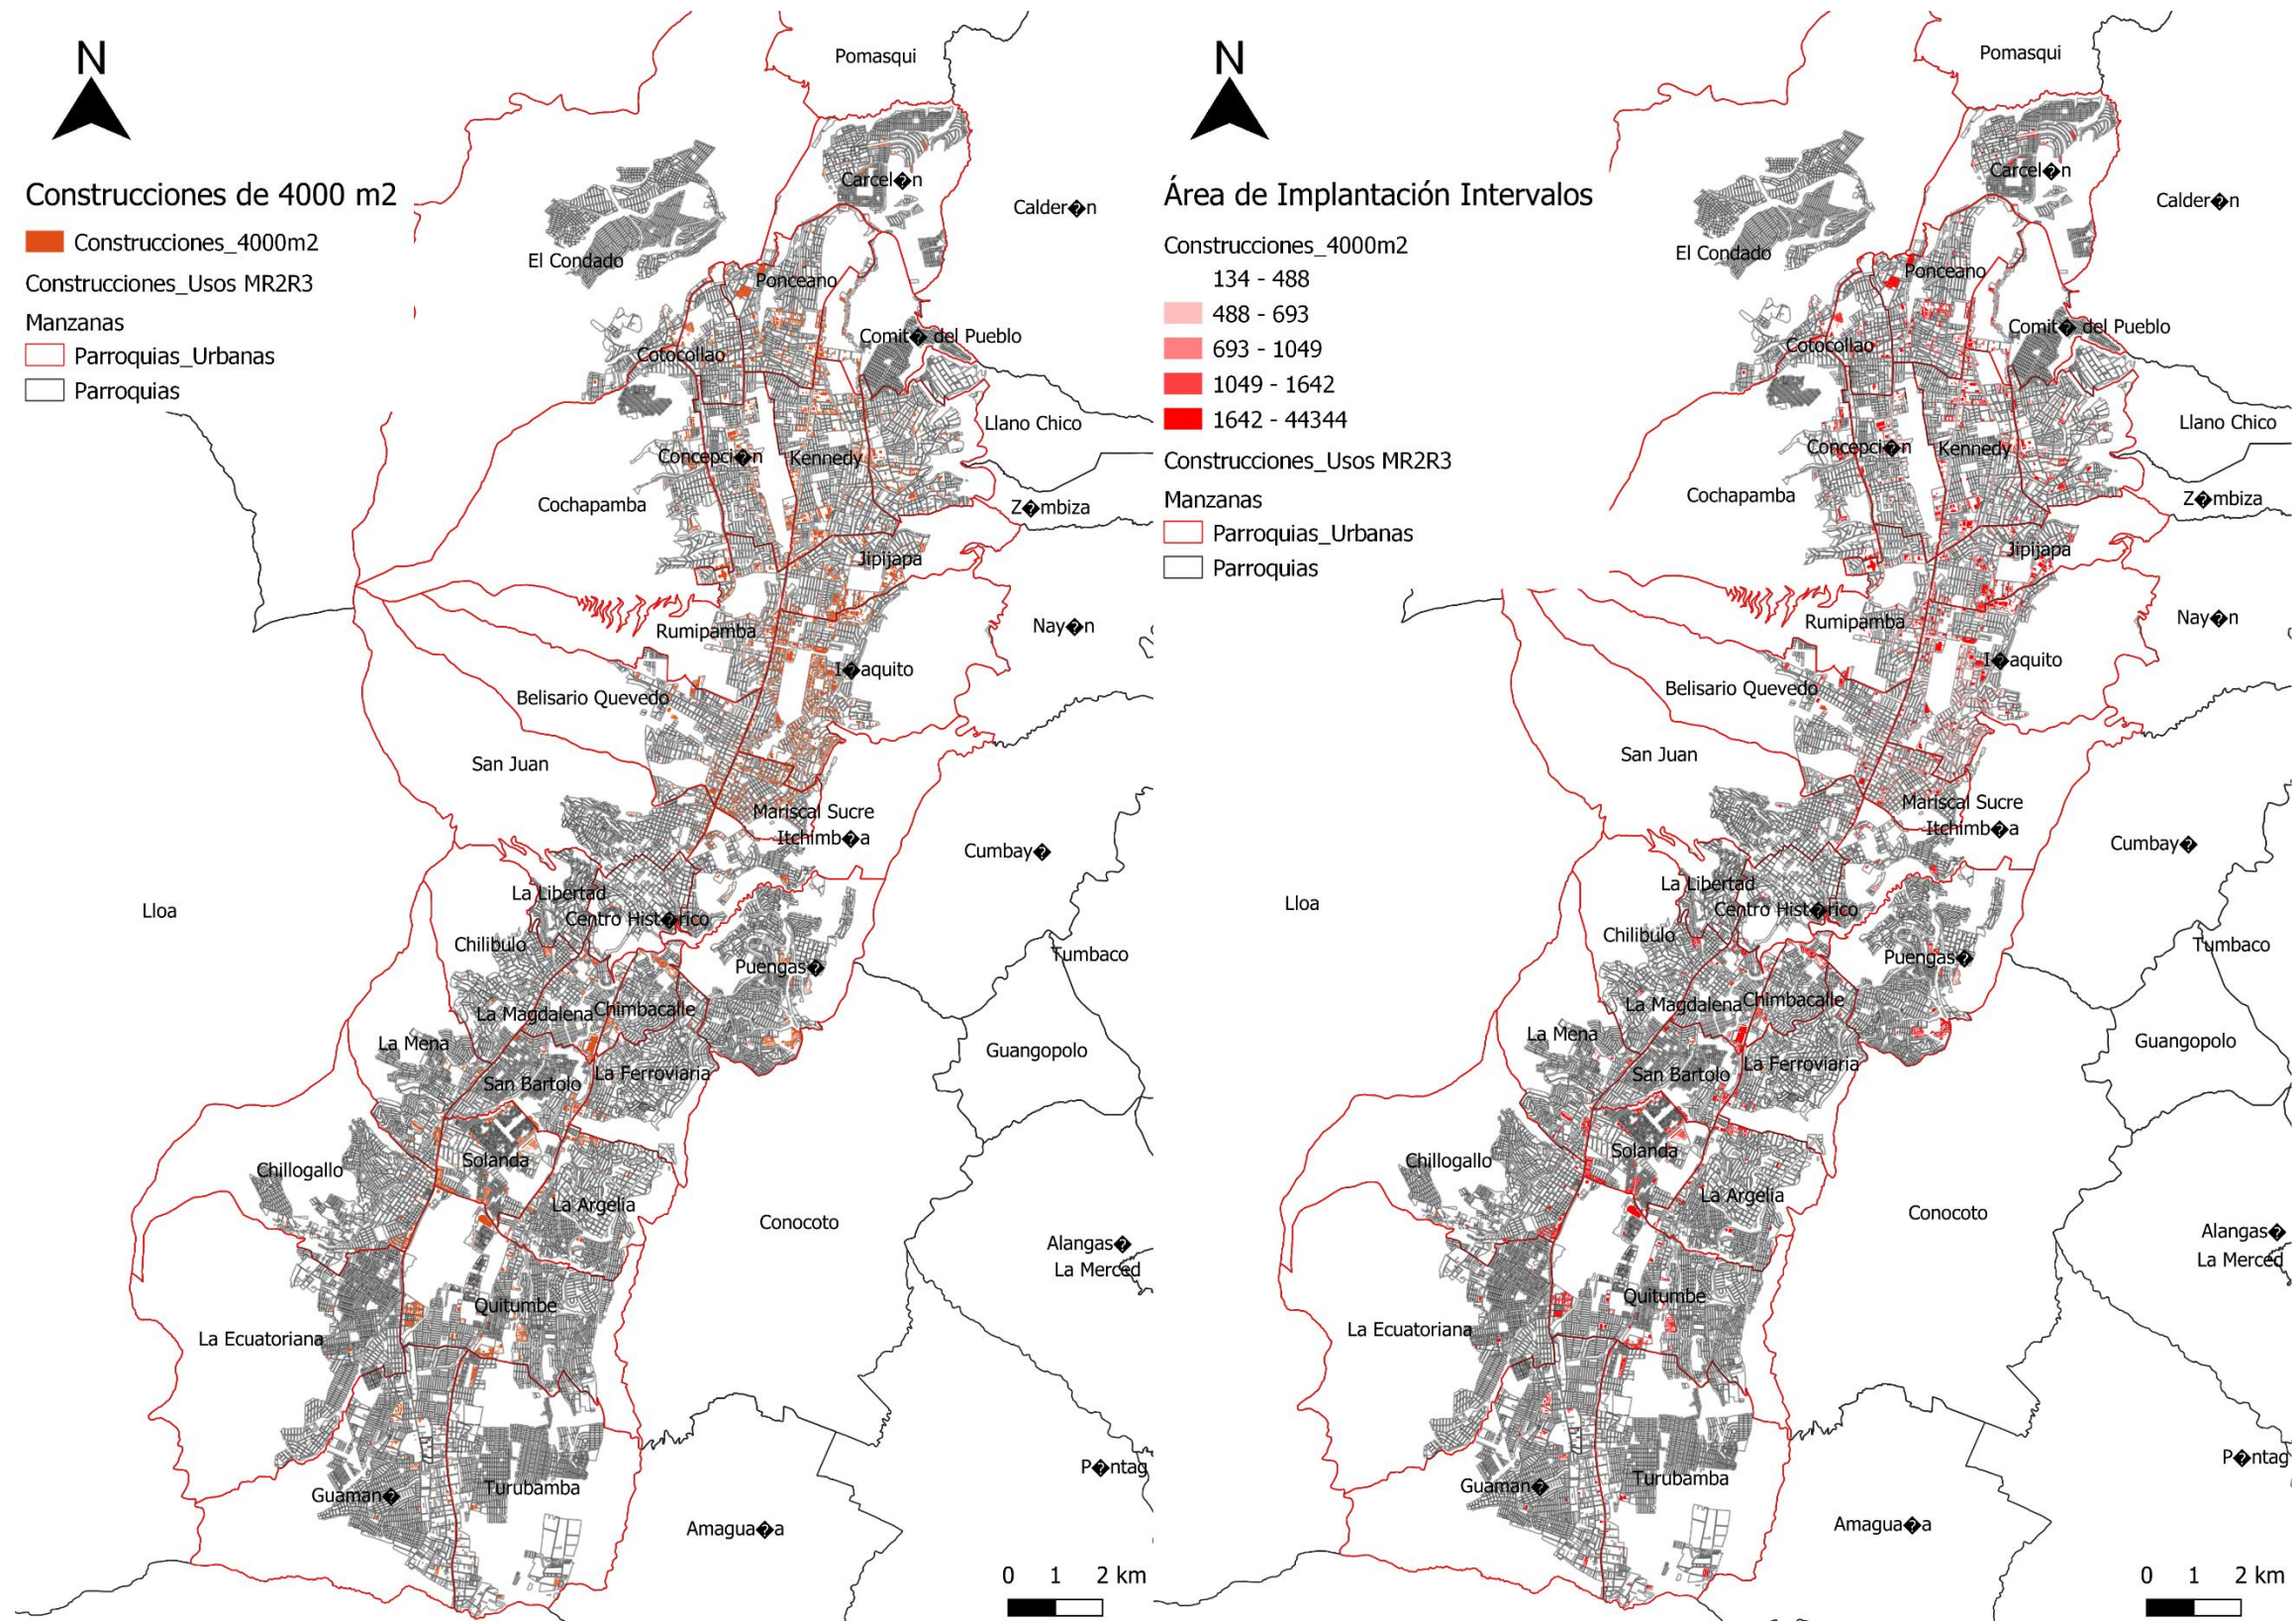 N
Construcciones de 4000 m2
Construcciones_4000m2
Construcciones_Usos MR2R3
Manzanas
Parroquias_Urbanas
Parroquias
Pomasqui
Carcel�n
Calder�n
El Condado
Ponceano
Comit� del Pueblo
Cotocollao
Llano Chico
Concepci�n
Kennedy
Cochapamba
Z�mbiza
Jipijapa
Rumipamba
Nay�n
I�aquito
Belisario Quevedo
San Juan
Mariscal Sucre
Itchimb�a
Cumbay�
La Libertad
Lloa
Centro Hist�rico
Chilibulo
Tumbaco
Puengas�
La Magdalena
Chimbacalle
La Mena
Guangopolo
San Bartolo
La Ferroviaria
Solanda
Chillogallo
La Argelia
Conocoto
Alangas�
La Merced
Quitumbe
La Ecuatoriana
P�ntag
Turubamba
Guaman�
Amagua�a
0 1 2 km
N
Área de Implantación Intervalos
Construcciones_4000m2
134 - 488
488 - 693
693 - 1049
1049 - 1642
1642 - 44344
Construcciones_Usos MR2R3
Manzanas
Parroquias_Urbanas
Parroquias
Pomasqui
Carcel�n
Calder�n
El Condado
Ponceano
Comit� del Pueblo
Cotocollao
Llano Chico
Concepci�n
Kennedy
Cochapamba
Z�mbiza
Jipijapa
Rumipamba
Nay�n
I�aquito
Belisario Quevedo
San Juan
Mariscal Sucre
Itchimb�a
Cumbay�
La Libertad
Lloa
Centro Hist�rico
Chilibulo
Tumbaco
Puengas�
La Magdalena
Chimbacalle
La Mena
Guangopolo
San Bartolo
La Ferroviaria
Solanda
Chillogallo
La Argelia
Conocoto
Alangas�
La Merced
Quitumbe
La Ecuatoriana
P�ntag
Turubamba
Guaman�
Amagua�a
0 1 2 km